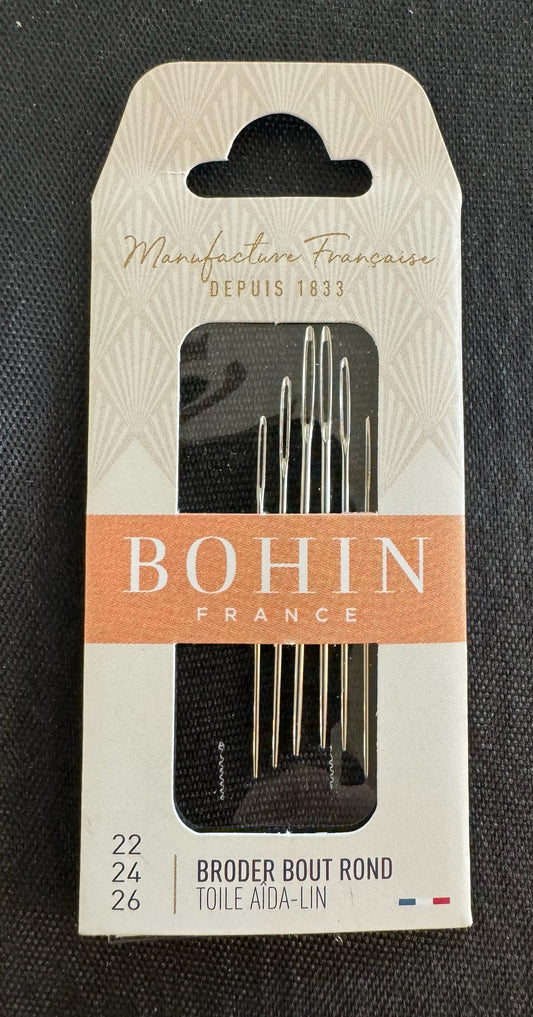 Manufacture Française
DEPUIS 1833
BOHIN
FRANCE
22
24
26
BRODER BOUT ROND
TOILE AÏDA-LIN